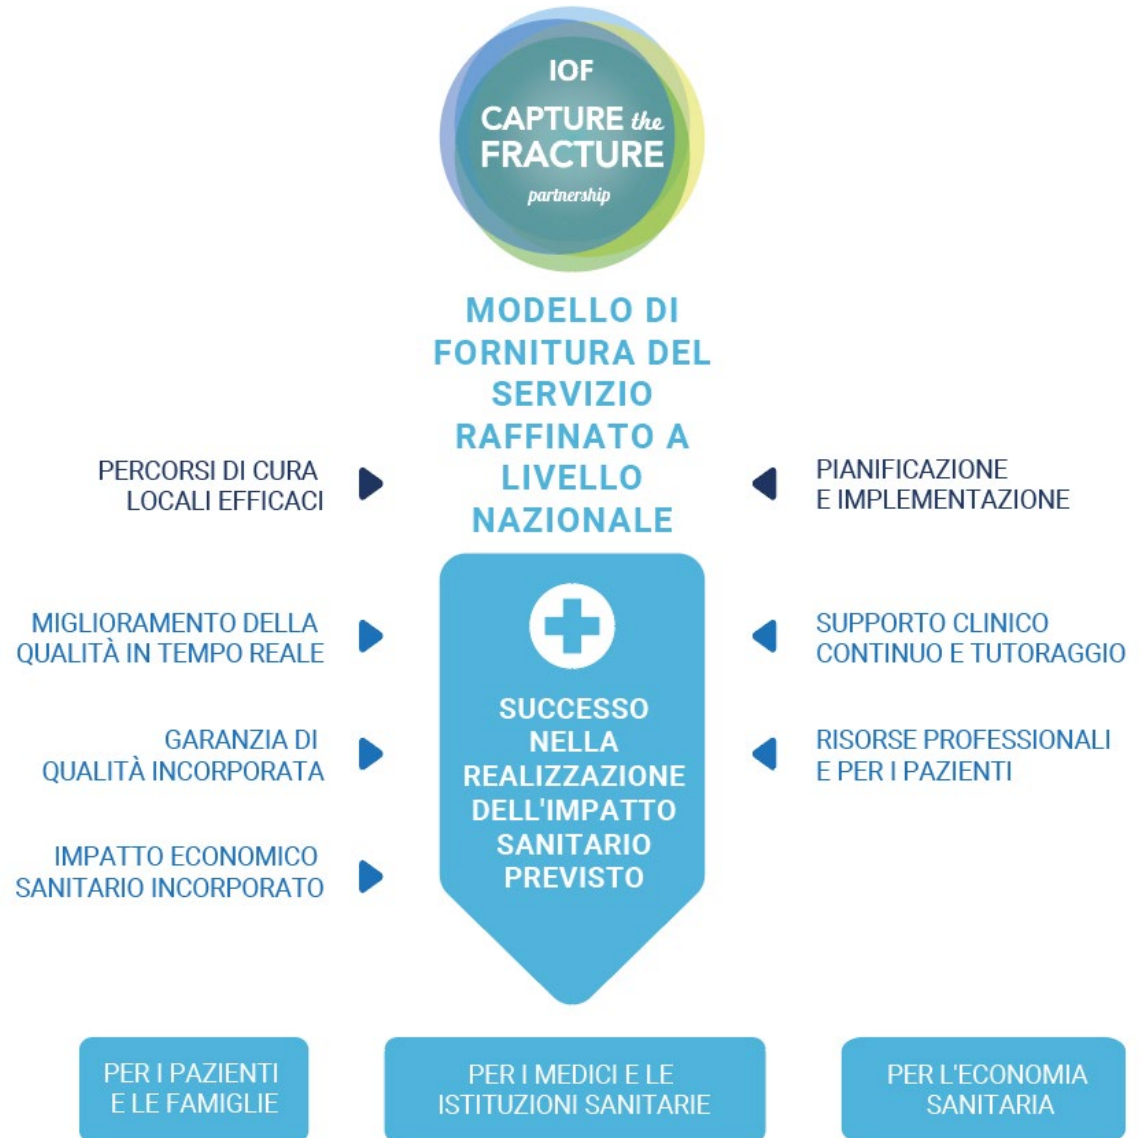 IOF
CAPTURE the
FRACTURE
partnership
MODELLO DI
FORNITURA DEL
SERVIZIO
RAFFINATO A
LIVELLO
NAZIONALE
PERCORSI DI CURA
LOCALI EFFICACI
PIANIFICAZIONE
E IMPLEMENTAZIONE
MIGLIORAMENTO DELLA
QUALITÀ IN TEMPO REALE
SUPPORTO CLINICO
CONTINUO E TUTORAGGIO
GARANZIA DI
QUALITÀ INCORPORATA
RISORSE PROFESSIONALI
E PER I PAZIENTI
IMPATTO ECONOMICO
SANITARIO INCORPORATO
SUCCESSO
NELLA
REALIZZAZIONE
DELL'IMPATTO
SANITARIO
PREVISTO
PER I PAZIENTI
E LE FAMIGLIE
PER I MEDICI E LE
ISTITUZIONI SANITARIE
PER L'ECONOMIA
SANITARIA